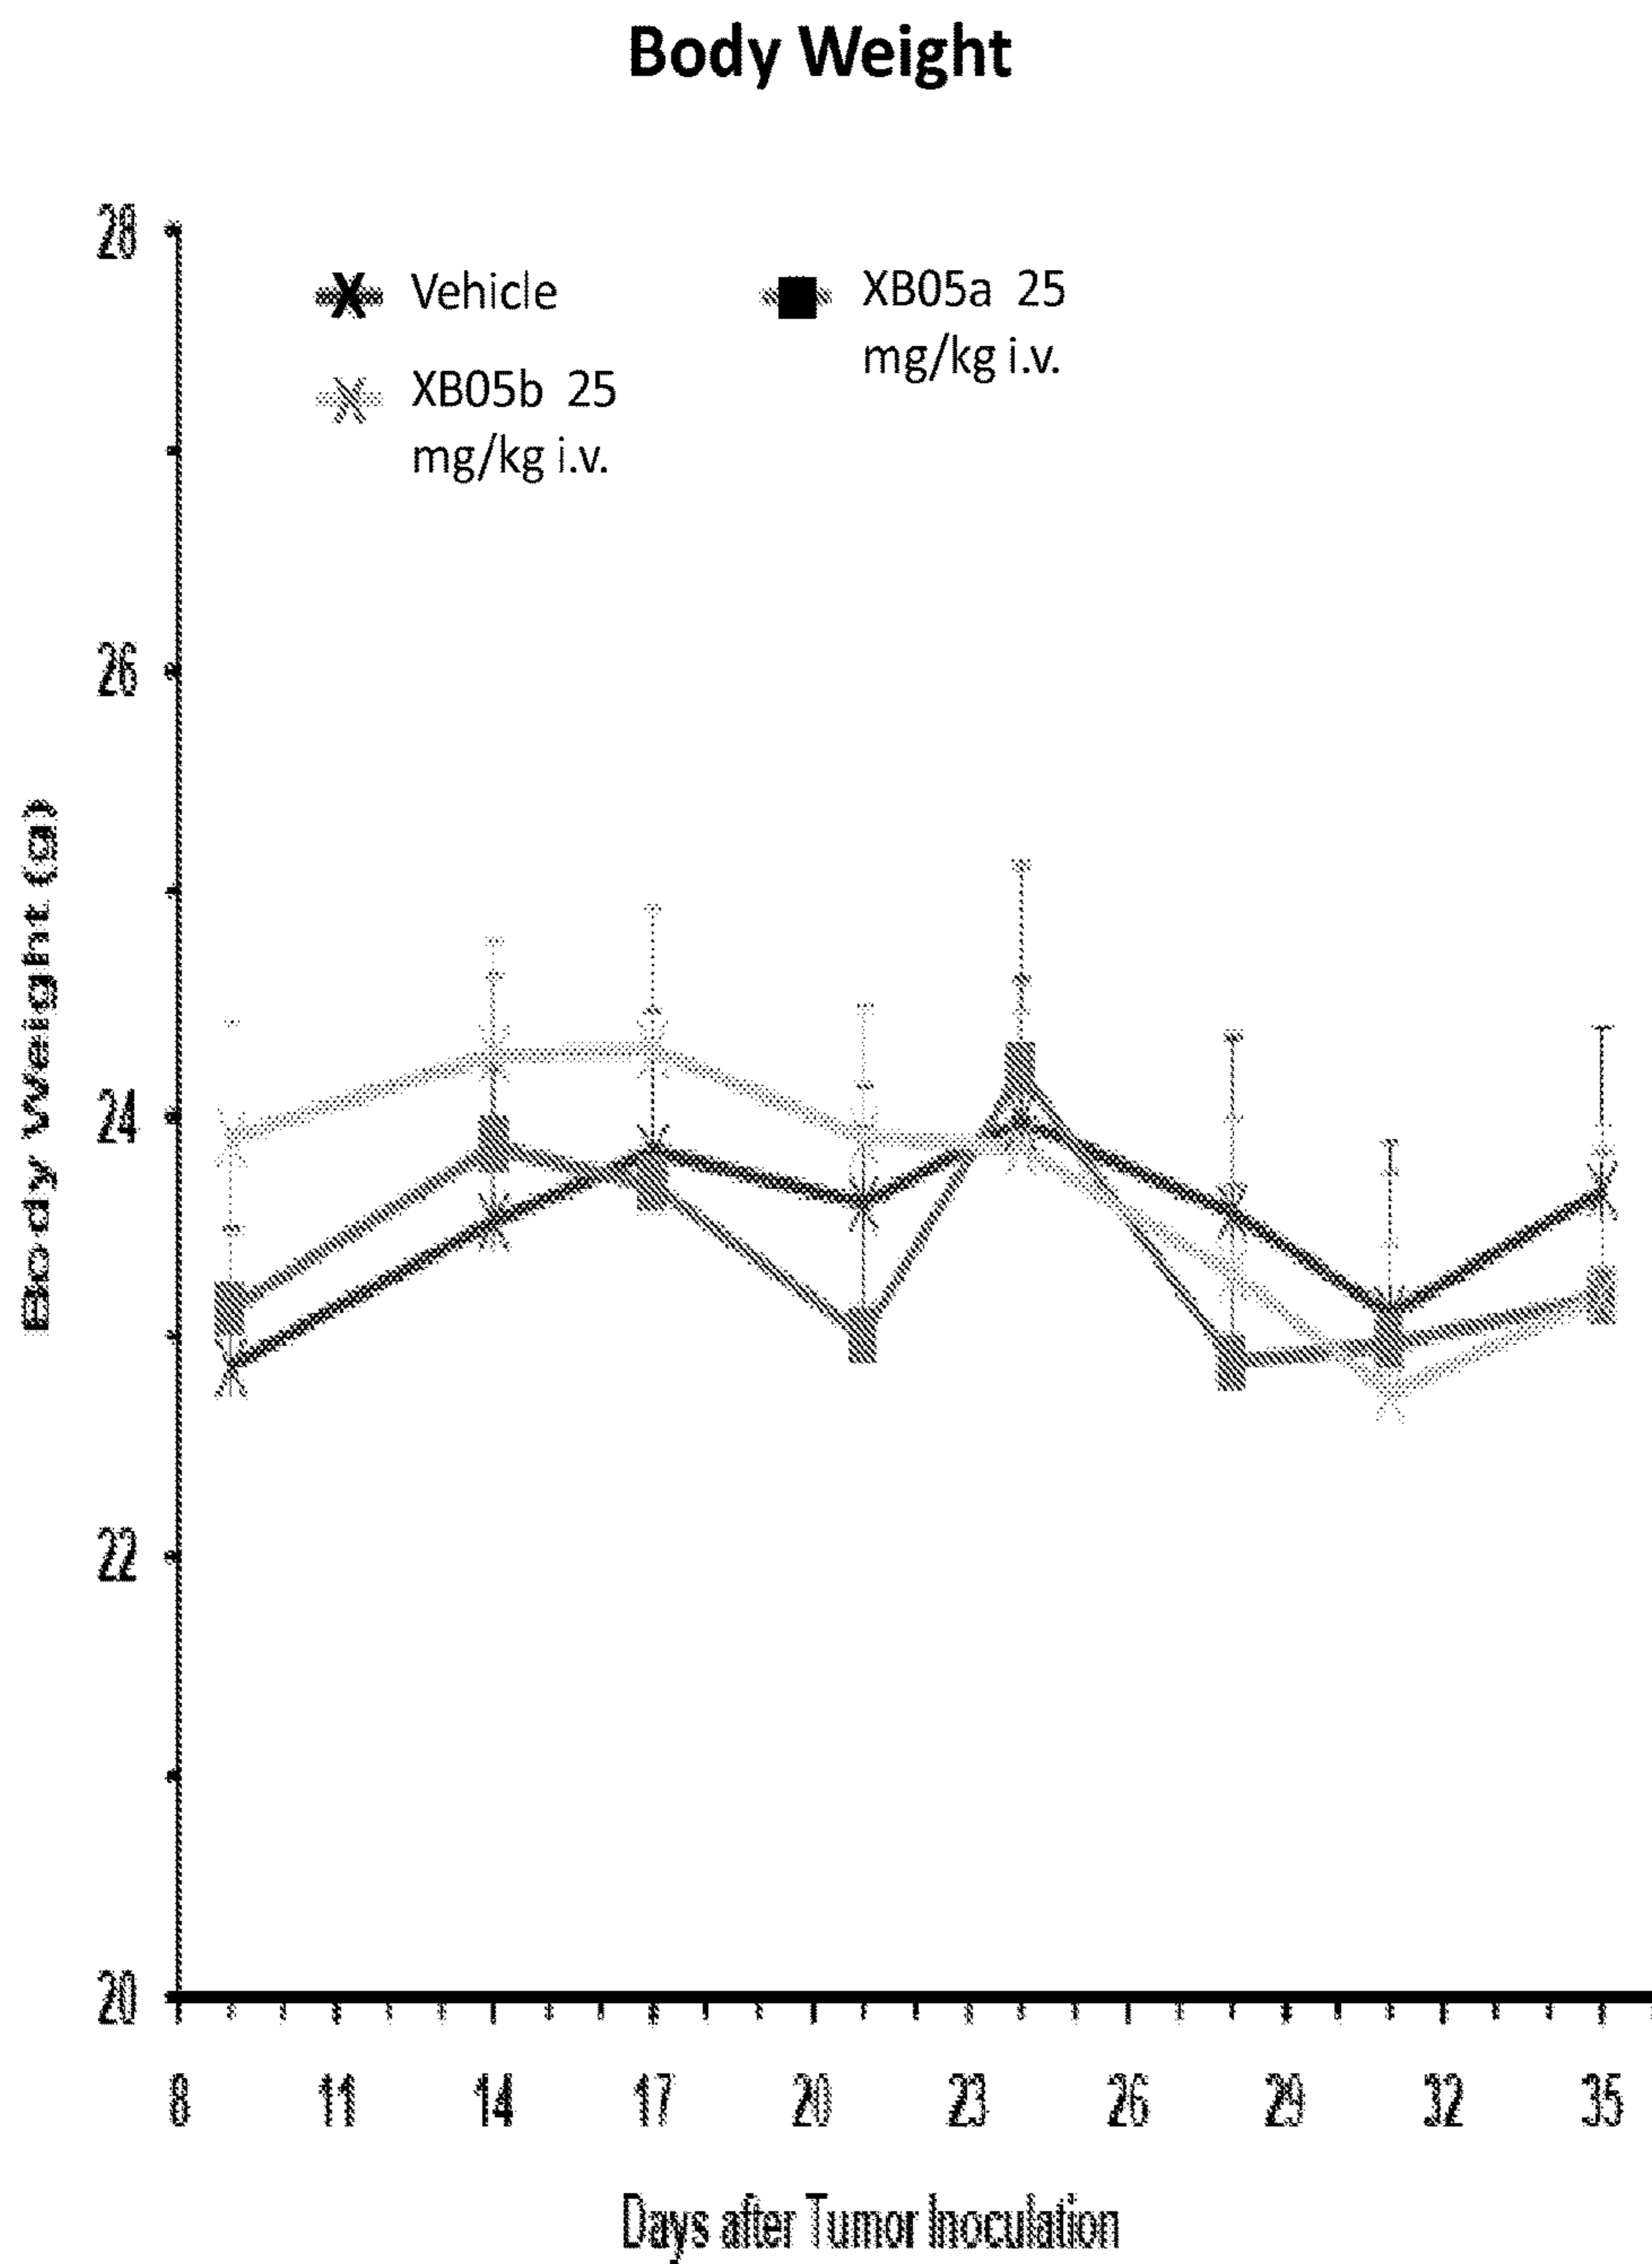 Body Weight
28
Vehicle
XB05a 25
mg/kg i.v.
XB05b 25
mg/kg i.v.
26
Body Weight (g)
24
22
20
8 11 14 17 20 23 26 29 32 35
Days after Tumor Inoculation